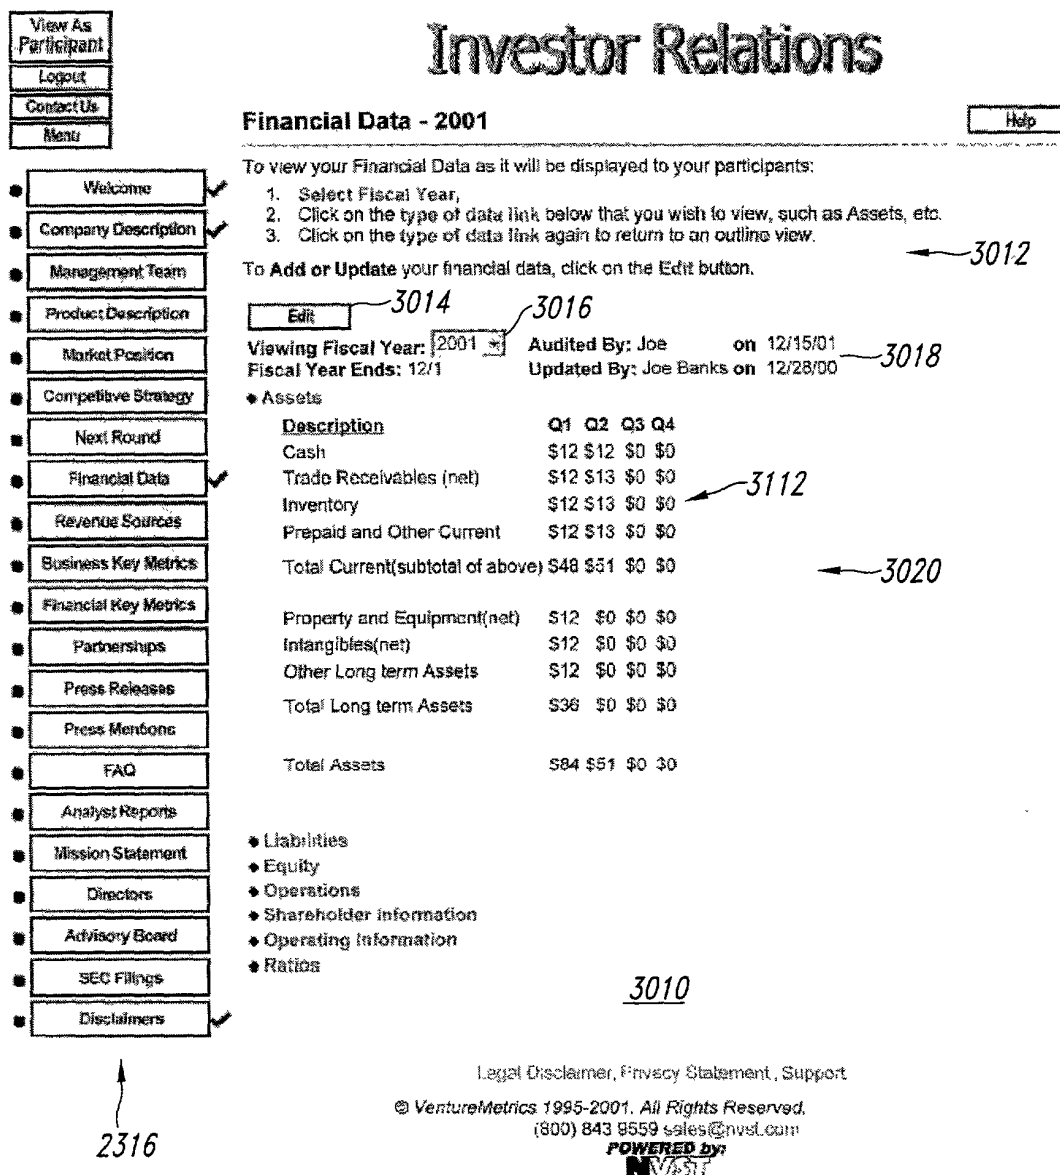 View As
Participant
Logout
Contact Us
Menu
Investor Relations
Financial Data - 2001
Help
To view your Financial Data as it will be displayed to your participants:
1. Select Fiscal Year,
2. Click on the type of data link below that you wish to view, such as Assets, etc.
3. Click on the type of data link again to return to an outline view.
3012
To Add or Update your financial data, click on the Edit button.
Edit
3014
3016
Viewing Fiscal Year: 2001 Audited By: Joe on 12/15/01
Fiscal Year Ends: 12/1 Updated By: Joe Banks on 12/28/00
3018
Assets
Description Q1 Q2 Q3 Q4
Cash $12 $12 $0 $0
Trade Receivables (net) $12 $13 $0 $0
3112
Inventory $12 $13 $0 $0
Prepaid and Other Current $12 $13 $0 $0
Total Current(subtotal of above) $48 $51 $0 $0
3020
Property and Equipment(net) $12 $0 $0 $0
Intangibles(net) $12 $0 $0 $0
Other Long term Assets $12 $0 $0 $0
Total Long term Assets $36 $0 $0 $0
Total Assets $84 $51 $0 $0
Liabilities
Equity
Operations
Shareholder Information
Operating Information
Ratios
3010
Welcome
Company Description
Management Team
Product Description
Market Position
Competitive Strategy
Next Round
Financial Data
Revenue Sources
Business Key Metrics
Financial Key Metrics
Partnerships
Press Releases
Press Mentions
FAQ
Analyst Reports
Mission Statement
Directors
Advisory Board
SEC Filings
Disclaimers
2316
Legal Disclaimer, Privacy Statement, Support
© VentureMetrics 1995-2001. All Rights Reserved.
(800) 843 9559 sales@nvst.com
POWERED by:
NVST